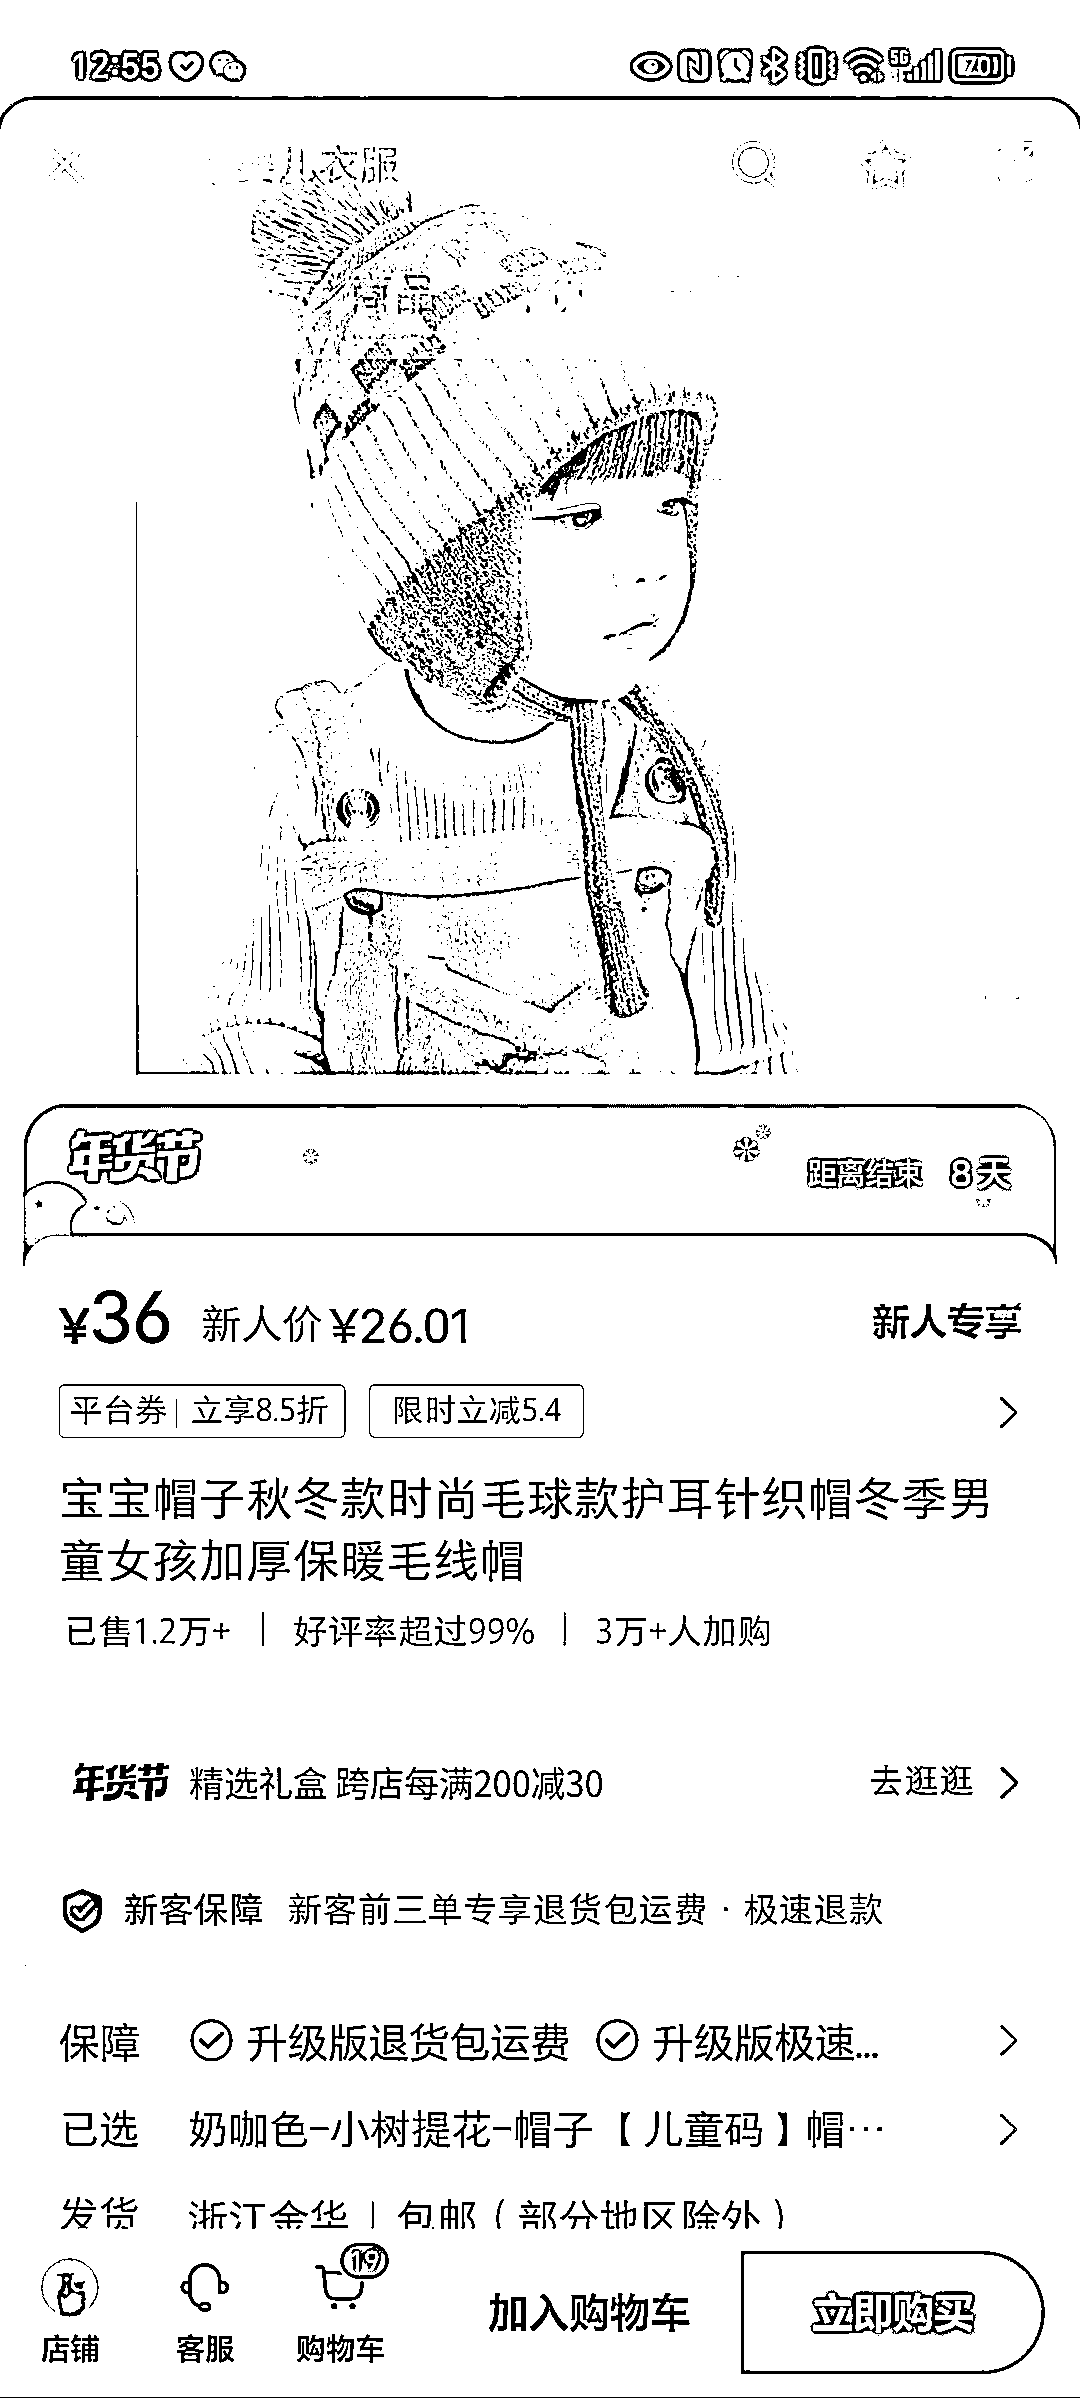 12:55
5G 70
儿衣服
年货节
距离结束 8天
¥36 新人价¥26.01 新人专享
平台券 | 立享8.5折 限时立减5.4
宝宝帽子秋冬款时尚毛球款护耳针织帽冬季男
童女孩加厚保暖毛线帽
已售1.2万+ | 好评率超过99% | 3万+人加购
年货节 精选礼盒 跨店每满200减30 去逛逛
新客保障 新客前三单专享退货包运费 · 极速退款
保障 升级版退货包运费 升级版极速...
已选 奶咖色-小树提花-帽子【儿童码】帽…
发货 浙江金华 | 包邮（部分地区除外）
19
店铺 客服 购物车 加入购物车 立即购买